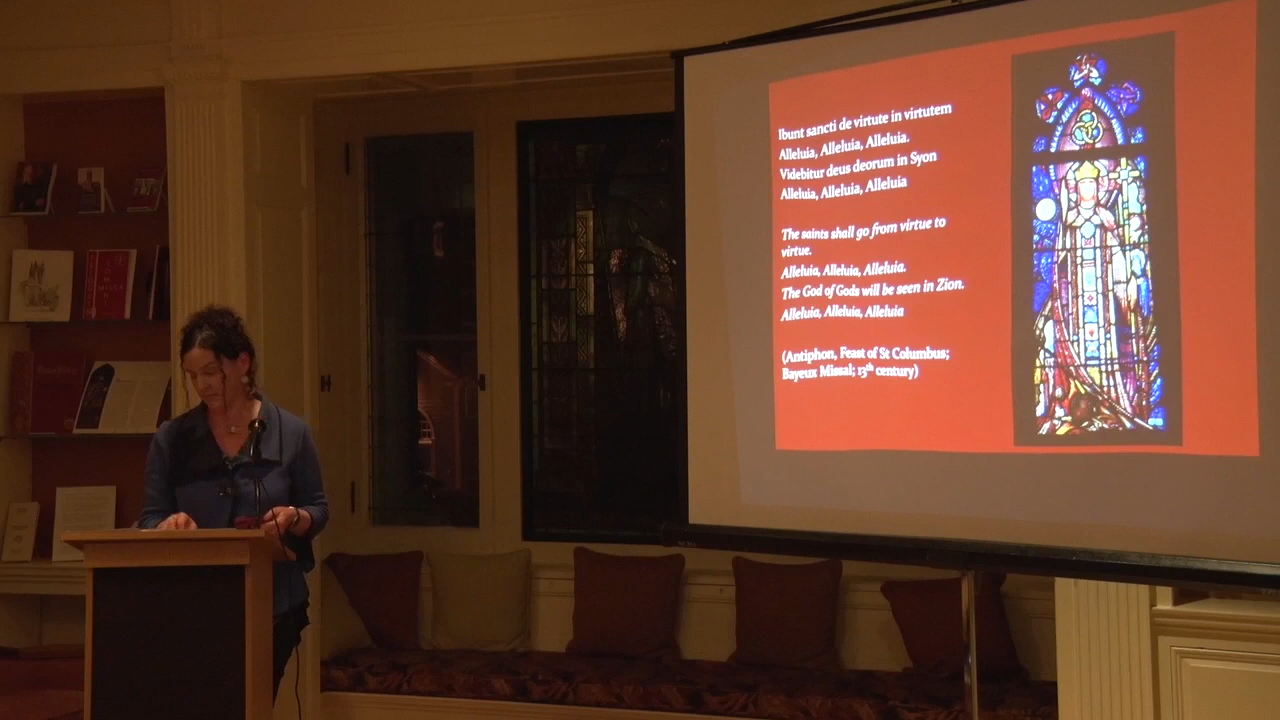 Ibunt sancti de virtute in virtutem
Alleluia, Alleluia, Alleluia.
Videbitur deus deorum in Syon
Alleluia, Alleluia, Alleluia
The saints shall go from virtue to
virtue.
Alleluia, Alleluia, Alleluia.
The God of Gods will be seen in Zion.
Alleluia, Alleluia, Alleluia
(Antiphon, Feast of St Columbus;
Bayeux Missal; 13th century)